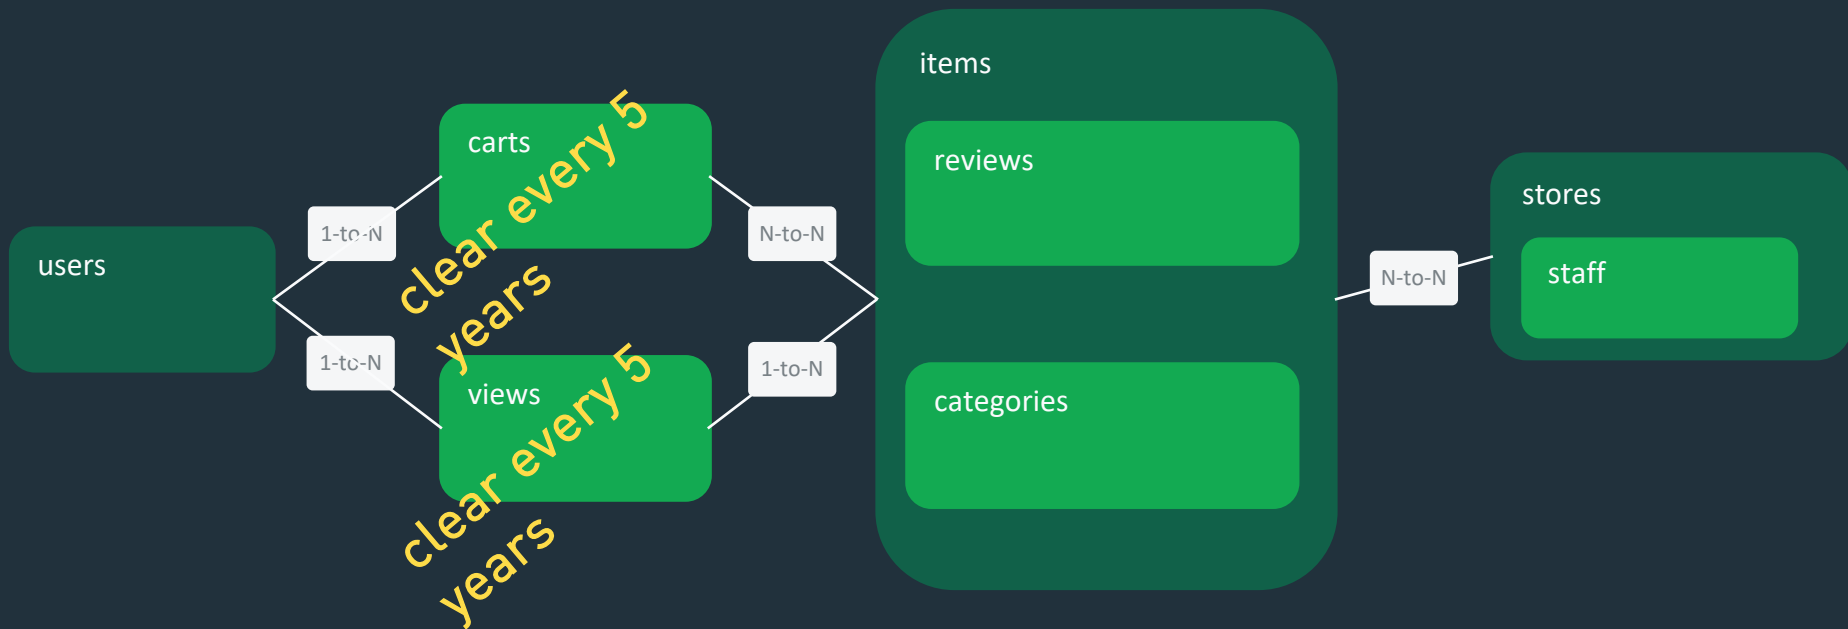 users
1-to-N
1-to-N
carts
clear every 5
years
views
clear every 5
years
N-to-N
1-to-N
items
reviews
categories
N-to-N
stores
staff